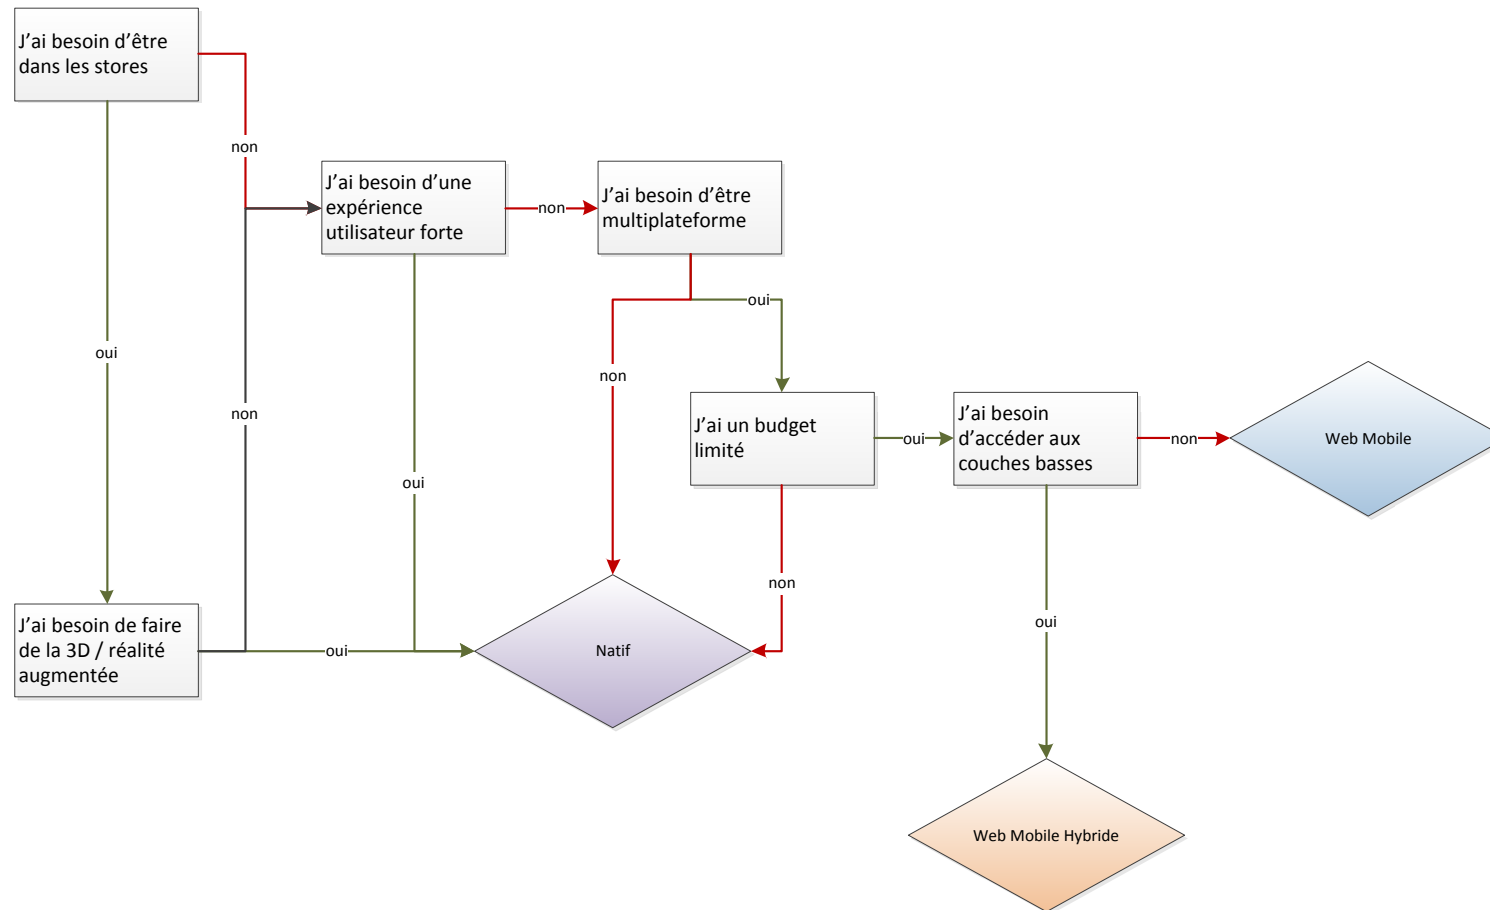 J’ai besoin d’être
dans les stores
non
J’ai besoin d’une
expérience
utilisateur forte
non
J’ai besoin d’être
multiplateforme
oui
oui
non
non
J’ai un budget
limité
oui
J’ai besoin
d’accéder aux
couches basses
non
Web Mobile
oui
non
J’ai besoin de faire
de la 3D / réalité
augmentée
oui
Natif
oui
Web Mobile Hybride